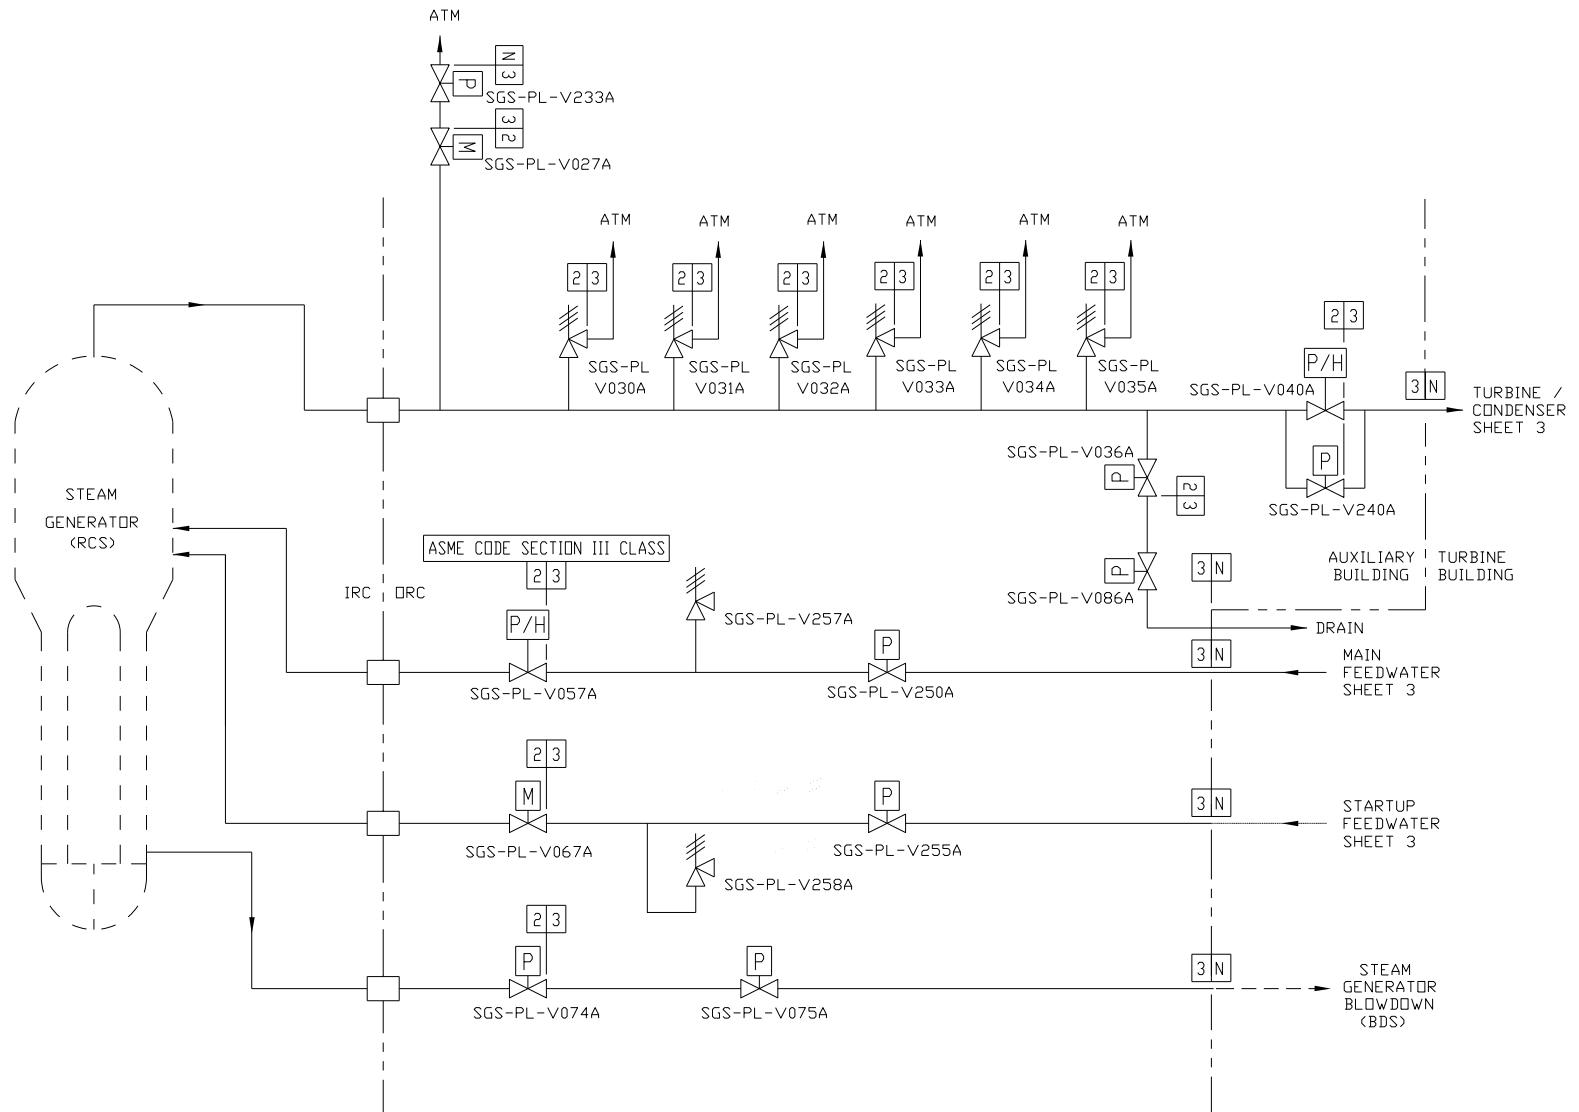 ATM
N 3
P
SGS-PL-V233A
3 2
M
SGS-PL-V027A
ATM
ATM
ATM
ATM
ATM
ATM
2 3
2 3
2 3
2 3
2 3
2 3
SGS-PL
V030A
SGS-PL
V031A
SGS-PL
V032A
SGS-PL
V033A
SGS-PL
V034A
SGS-PL
V035A
2 3
P/H
SGS-PL-V040A
3 N
TURBINE /
CONDENSER
SHEET 3
P
SGS-PL-V240A
SGS-PL-V036A
P
2 3
P
SGS-PL-V086A
DRAIN
STEAM
GENERATOR
(RCS)
IRC
ORC
AUXILIARY
BUILDING
TURBINE
BUILDING
3 N
ASME CODE SECTION III CLASS
2 3
P/H
SGS-PL-V057A
SGS-PL-V257A
P
SGS-PL-V250A
3 N
MAIN
FEEDWATER
SHEET 3
2 3
M
SGS-PL-V067A
SGS-PL-V258A
P
SGS-PL-V255A
3 N
STARTUP
FEEDWATER
SHEET 3
2 3
P
SGS-PL-V074A
P
SGS-PL-V075A
3 N
STEAM
GENERATOR
BLOWDOWN
(BDS)